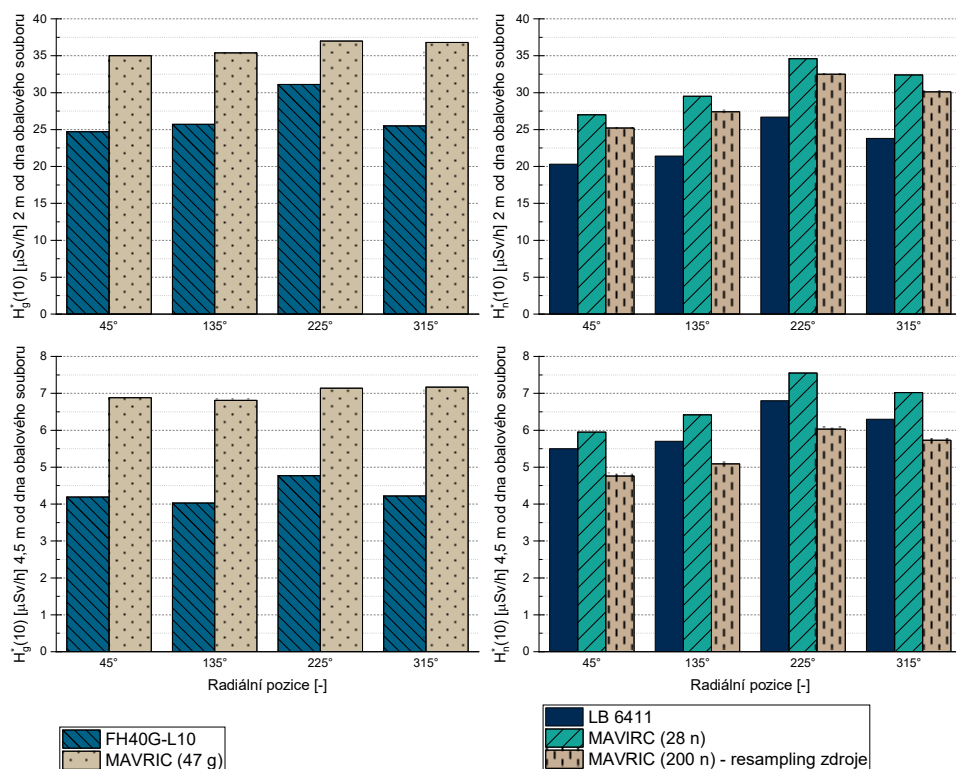 H*g(10) [μSv/h] 2 m od dna obalového souboru
40
35
30
25
20
15
10
5
0
45° 135° 225° 315°
H*n(10) [μSv/h] 2 m od dna obalového souboru
40
35
30
25
20
15
10
5
0
45° 135° 225° 315°
H*g(10) [μSv/h] 4,5 m od dna obalového souboru
8
7
6
5
4
3
2
1
0
45° 135° 225° 315°
Radiální pozice [-]
H*n(10) [μSv/h] 4,5 m od dna obalového souboru
8
7
6
5
4
3
2
1
0
45° 135° 225° 315°
Radiální pozice [-]
FH40G-L10
MAVRIC (47 g)
LB 6411
MAVIRC (28 n)
MAVRIC (200 n) - resampling zdroje